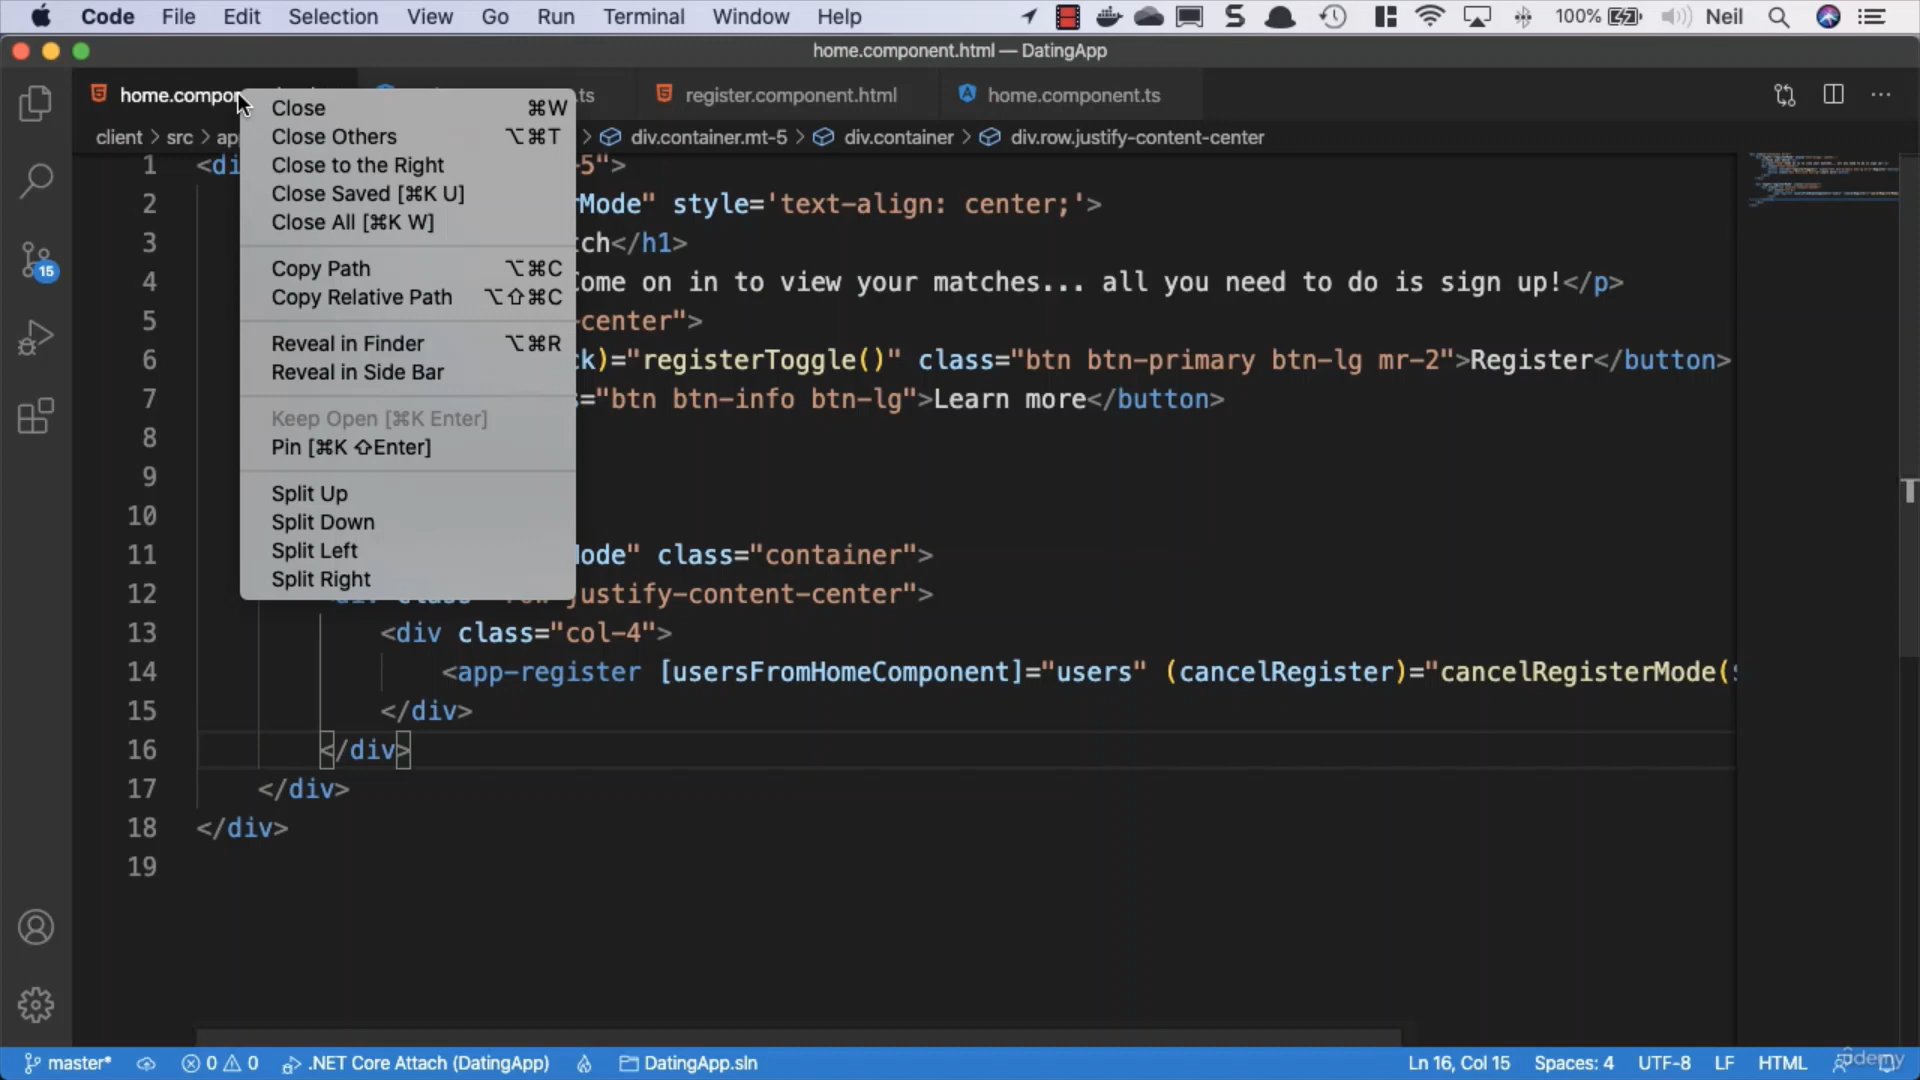 Code File Edit Selection View Go Run Terminal Window Help 100% Neil
home.component.html — DatingApp
home.compon .ts register.component.html home.component.ts
client > src > ap > div.container.mt-5 > div.container > div.row.justify-content-center
Close ⌘W
Close Others ⌥⌘T
Close to the Right
Close Saved [⌘K U]
Close All [⌘K W]
Copy Path ⌥⌘C
Copy Relative Path ⌥⇧⌘C
Reveal in Finder ⌥⌘R
Reveal in Side Bar
Keep Open [⌘K Enter]
Pin [⌘K ⇧Enter]
Split Up
Split Down
Split Left
Split Right
15
1 <di -5">
2 rMode" style='text-align: center;'>
3 tch</h1>
4 ome on in to view your matches... all you need to do is sign up!</p>
5 -center">
6 ck)="registerToggle()" class="btn btn-primary btn-lg mr-2">Register</button>
7 s="btn btn-info btn-lg">Learn more</button>
8
9
10
11 Mode" class="container">
12 justify-content-center">
13 <div class="col-4">
14 <app-register [usersFromHomeComponent]="users" (cancelRegister)="cancelRegisterMode($
15 </div>
16 </div>
17 </div>
18 </div>
19
master* 0 0 .NET Core Attach (DatingApp) DatingApp.sln Ln 16, Col 15 Spaces: 4 UTF-8 LF HTML
udemy